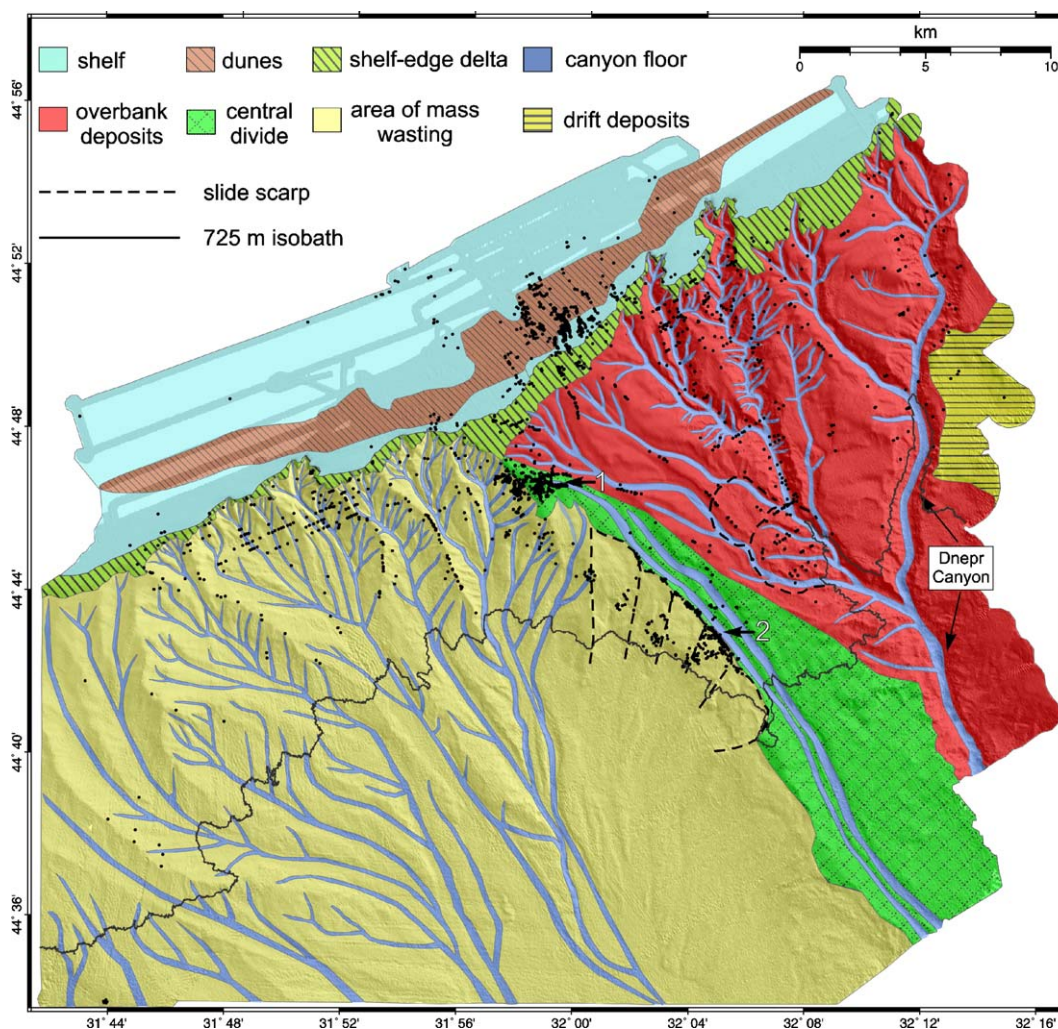 km
0 5 10
shelf
dunes
shelf-edge delta
canyon floor
overbank
deposits
central
divide
area of mass
wasting
drift deposits
slide scarp
725 m isobath
44° 56'
44° 52'
44° 48'
44° 44'
44° 40'
44° 36'
1
2
Dnepr
Canyon
31° 44' 31° 48' 31° 52' 31° 56' 32° 00' 32° 04' 32° 08' 32° 12' 32° 16'